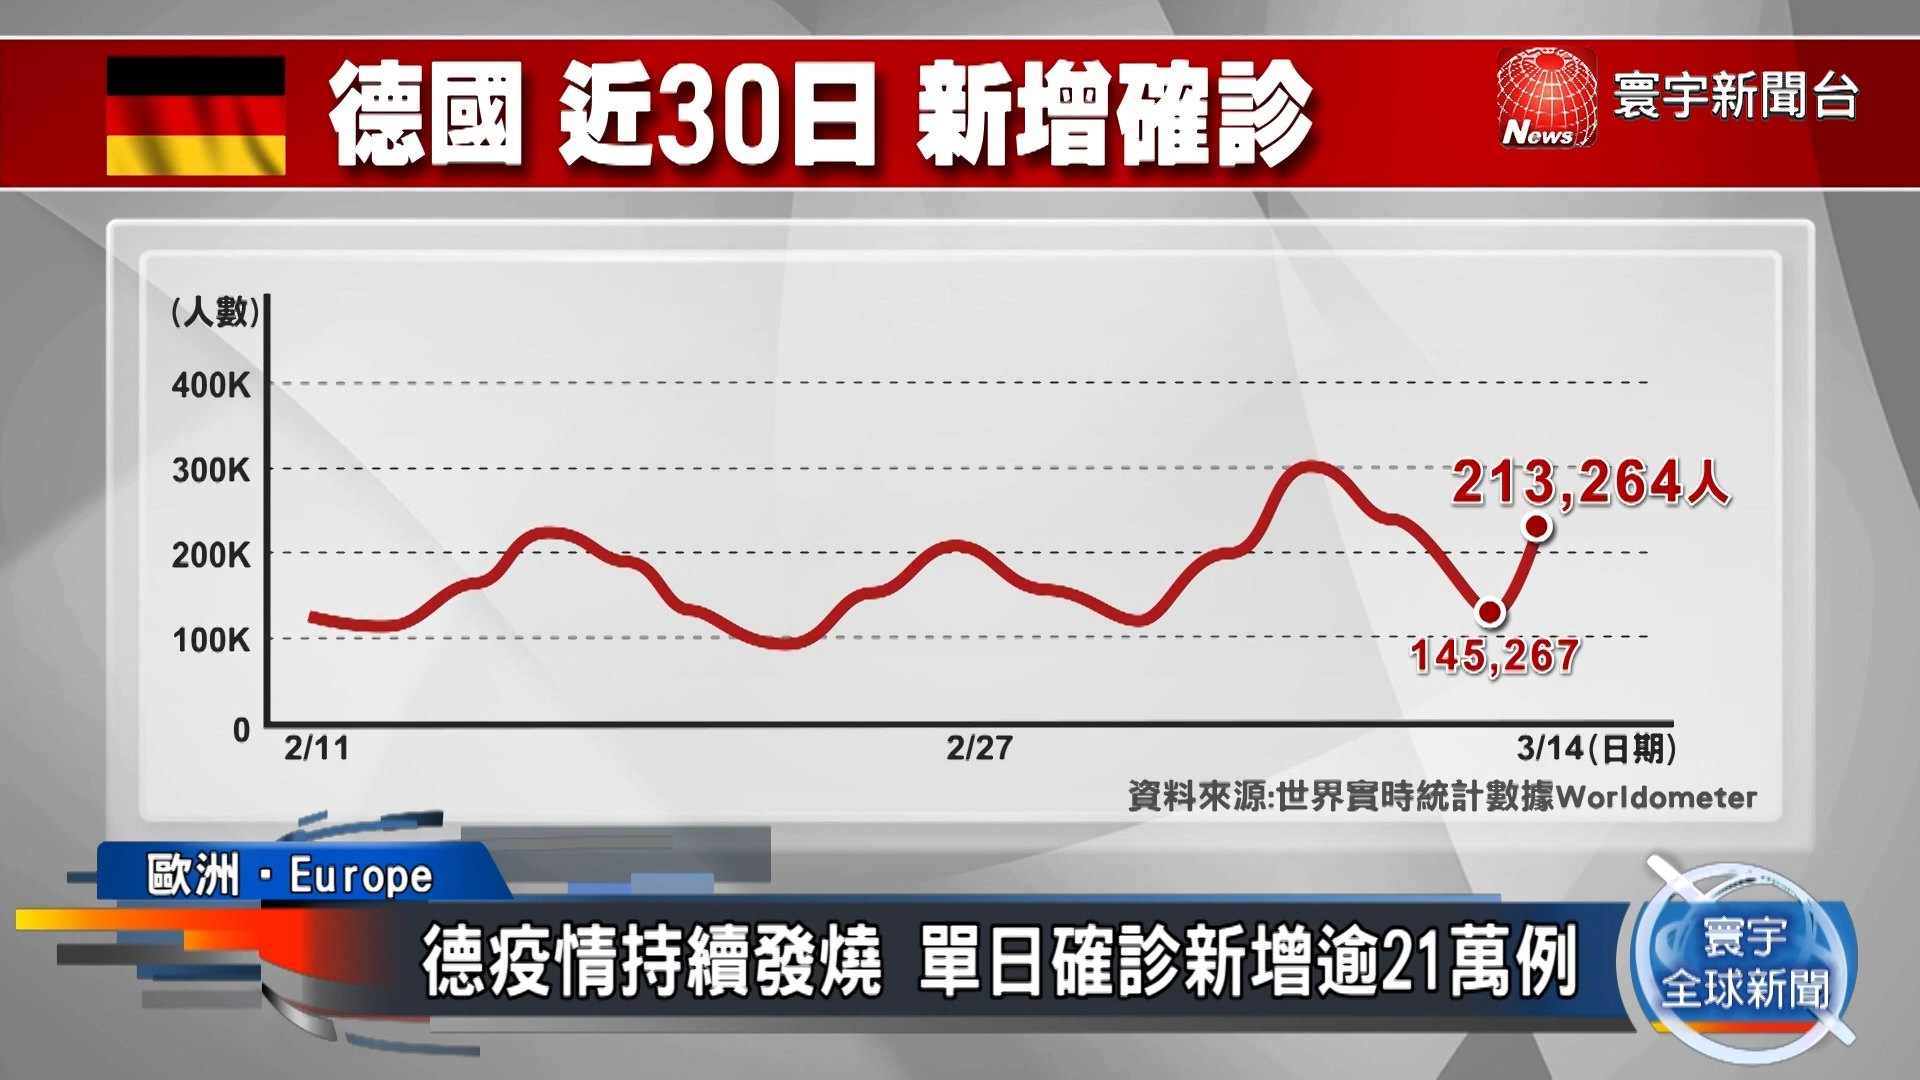 德國 近30日 新增確診
News
寰宇新聞台
(人數)
400K
300K
200K
100K
0
213,264人
145,267
2/11
2/27
3/14(日期)
資料來源:世界實時統計數據Worldometer
歐洲·Europe
德疫情持續發燒 單日確診新增逾21萬例
寰宇
全球新聞